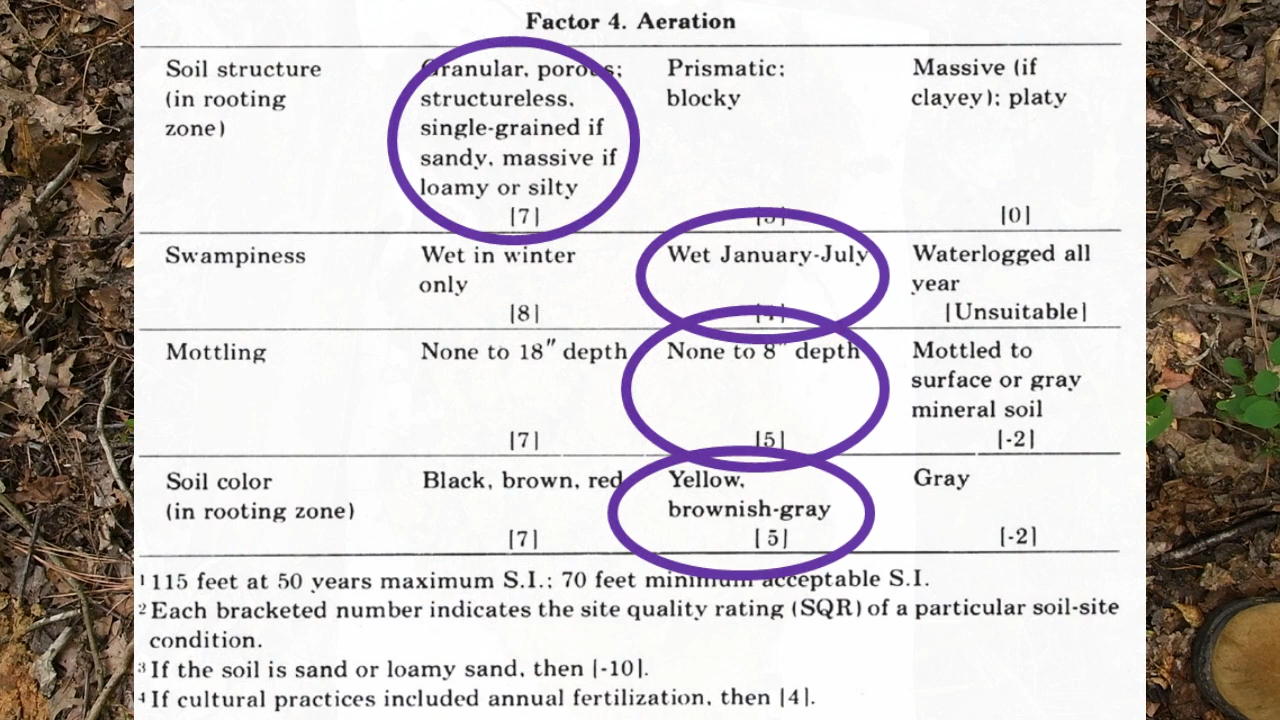 Factor 4. Aeration
Soil structure
(in rooting
zone)
Granular, porous;
structureless,
single-grained if
sandy, massive if
loamy or silty
[7]
Prismatic;
blocky
Massive (if
clayey); platy
[0]
Swampiness
Wet in winter
only
[8]
Wet January-July
[4]
Waterlogged all
year
[Unsuitable]
Mottling
None to 18" depth
[7]
None to 8" depth
[5]
Mottled to
surface or gray
mineral soil
[-2]
Soil color
(in rooting zone)
Black, brown, red
[7]
Yellow,
brownish-gray
[5]
Gray
[-2]
¹ 115 feet at 50 years maximum S.I.; 70 feet minimum acceptable S.I.
² Each bracketed number indicates the site quality rating (SQR) of a particular soil-site
condition.
³ If the soil is sand or loamy sand, then [-10].
⁴ If cultural practices included annual fertilization, then [4].